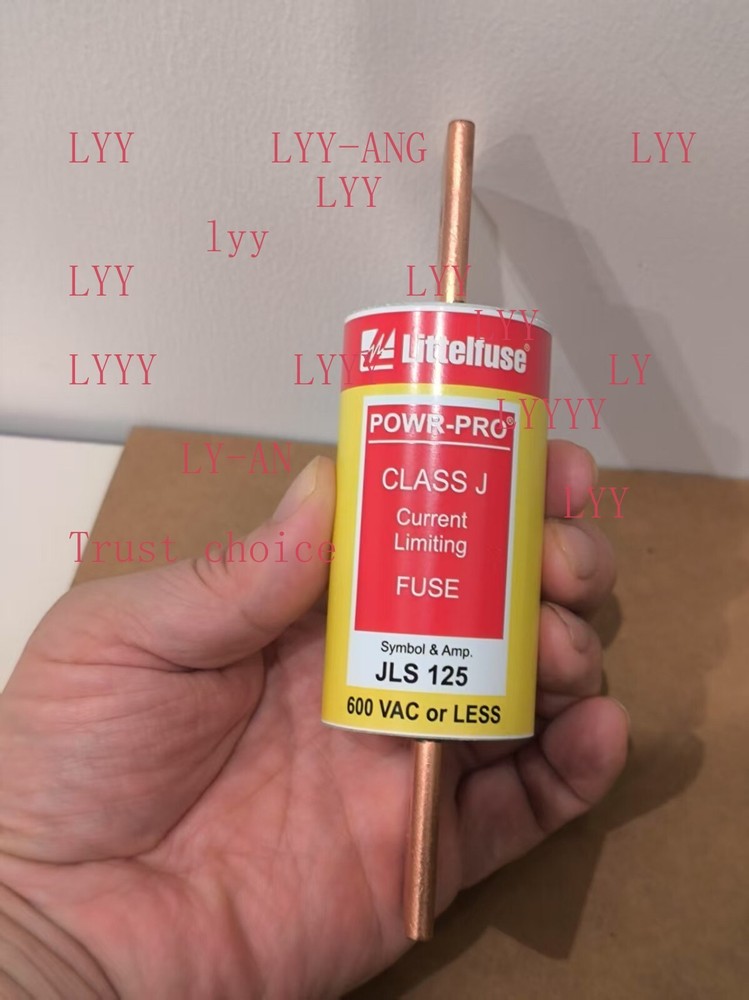 LYY LYY-ANG LYY
LYY
lyy
LYY LYY
LYY
Littelfuse®
LYYY LYYY LY
LYYYY
POWR-PRO®
LY-AN
CLASS J
LYY
Current
Limiting
Trust choice
FUSE
Symbol & Amp.
JLS 125
600 VAC or LESS